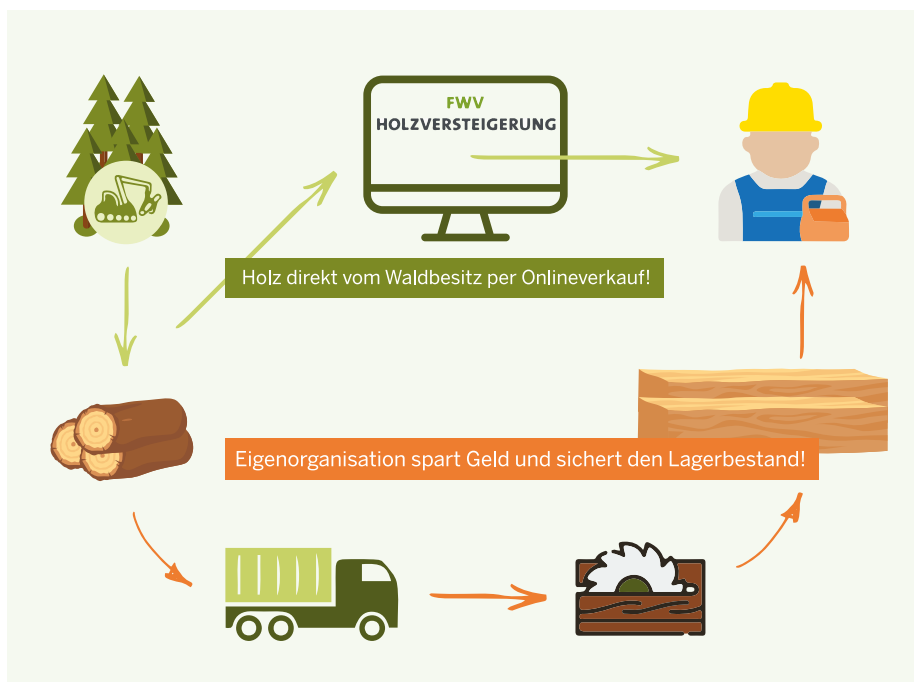 FWV
HOLZVERSTEIGERUNG
Holz direkt vom Waldbesitz per Onlineverkauf!
Eigenorganisation spart Geld und sichert den Lagerbestand!